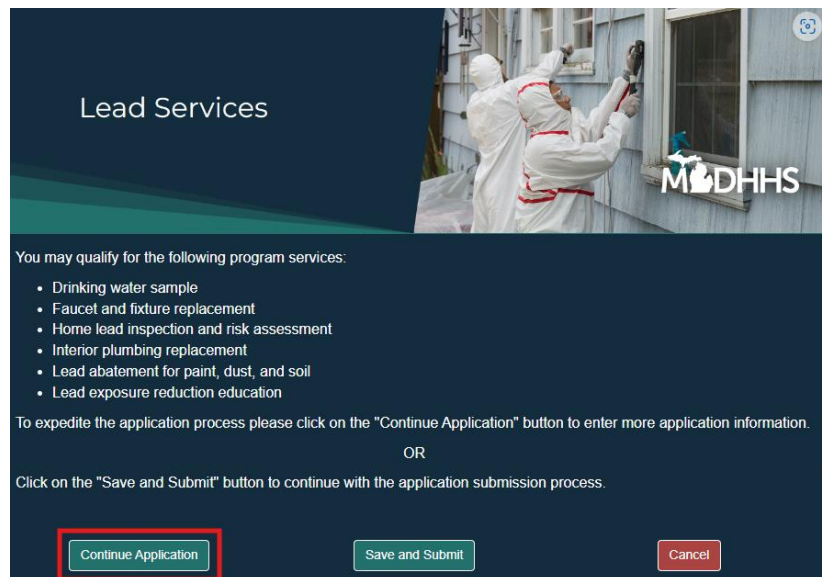 Lead Services
M DHHS
You may qualify for the following program services:
• Drinking water sample
• Faucet and fixture replacement
• Home lead inspection and risk assessment
• Interior plumbing replacement
• Lead abatement for paint, dust, and soil
• Lead exposure reduction education
To expedite the application process please click on the "Continue Application" button to enter more application information.
OR
Click on the "Save and Submit" button to continue with the application submission process.
Continue Application Save and Submit Cancel